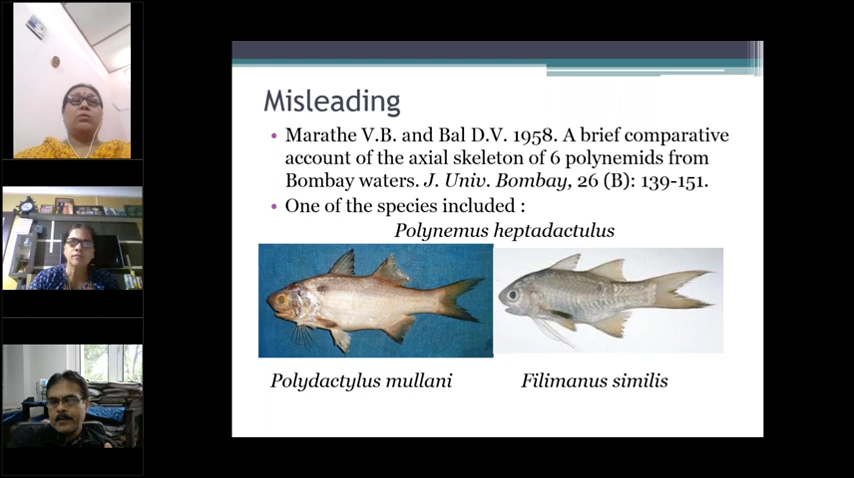 Misleading
• Marathe V.B. and Bal D.V. 1958. A brief comparative
account of the axial skeleton of 6 polynemids from
Bombay waters. J. Univ. Bombay, 26 (B): 139-151.
• One of the species included :
Polynemus heptadactulus
Polydactylus mullani
Filimanus similis